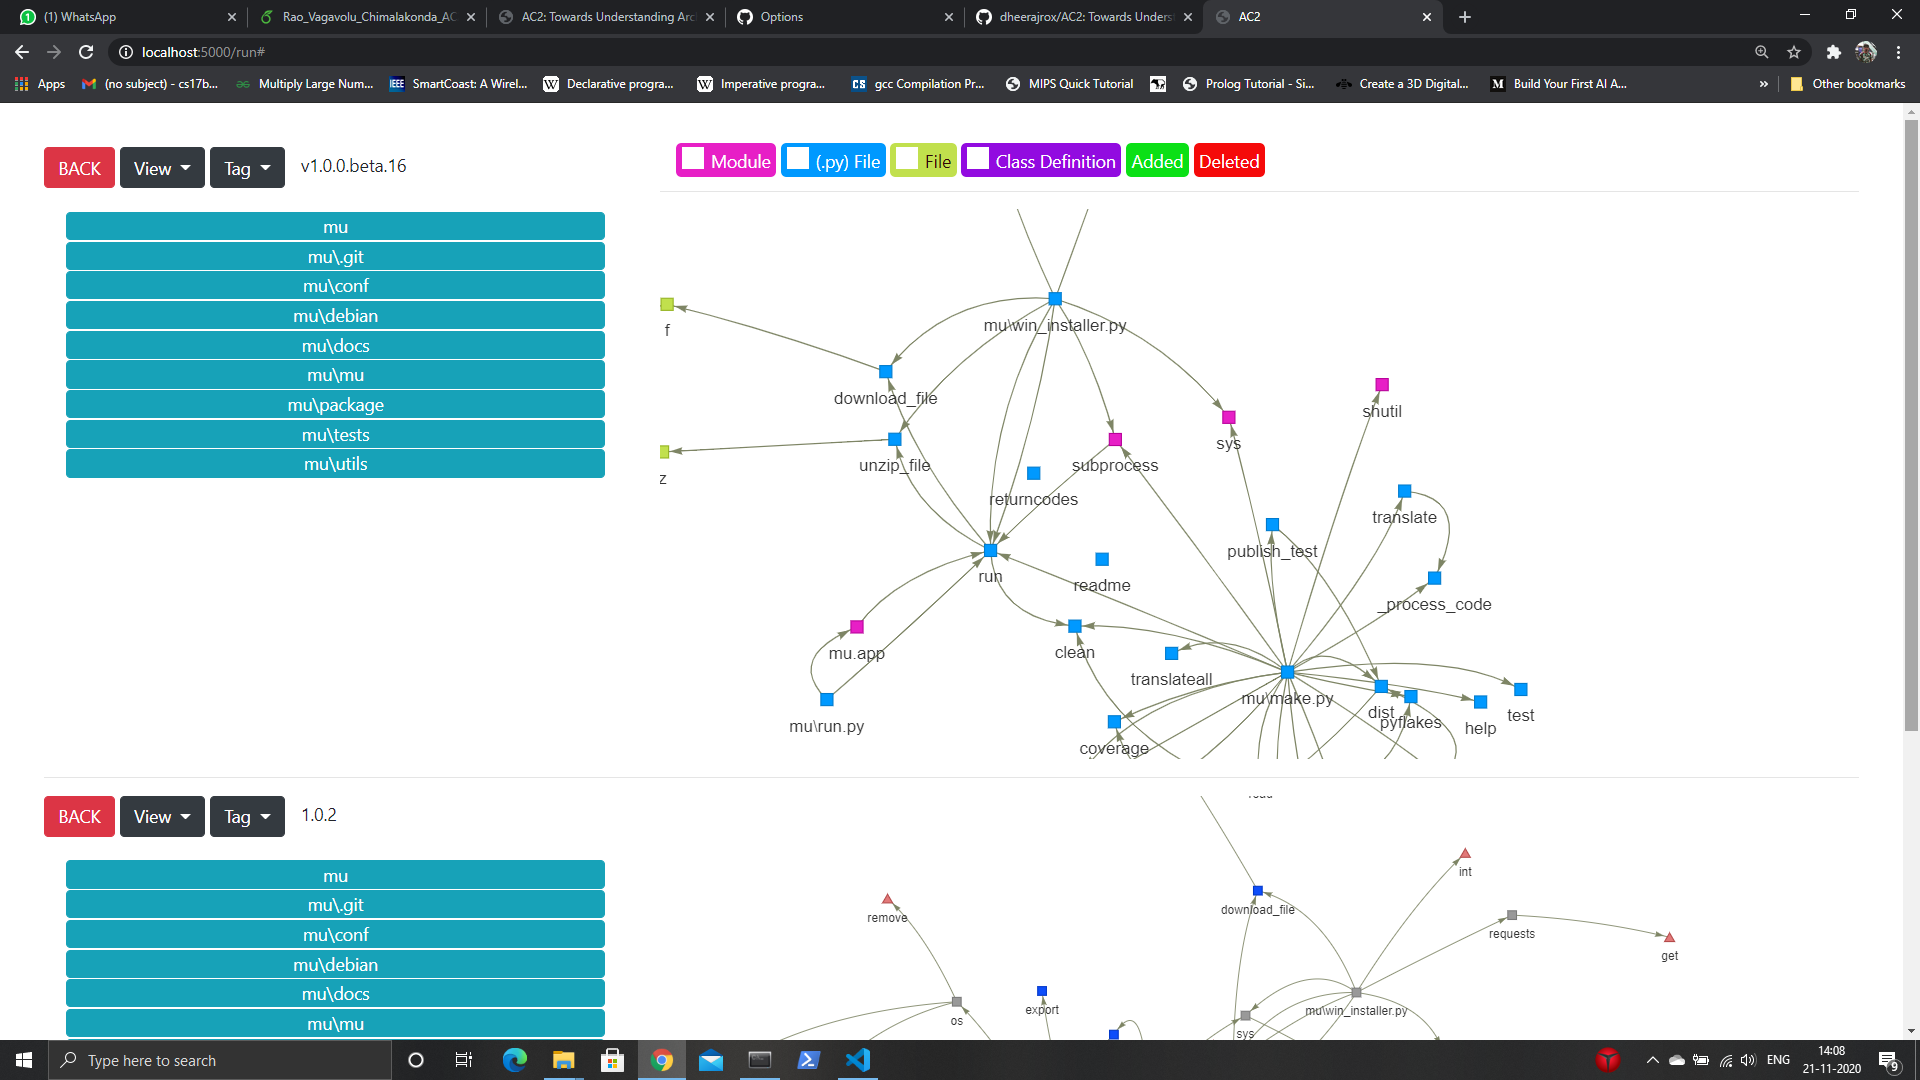 (1) WhatsApp
Rao_Vagavolu_Chimalakonda_AC
AC2: Towards Understanding Arc
Options
dheerajrox/AC2: Towards Underst
AC2
localhost:5000/run#
Apps
(no subject) - cs17b...
Multiply Large Num...
IEEE SmartCoast: A Wirel...
W Declarative progra...
W Imperative progra...
CS gcc Compilation Pr...
MIPS Quick Tutorial
Prolog Tutorial - Si...
Create a 3D Digital...
M Build Your First AI A...
»
Other bookmarks
BACK View Tag v1.0.0.beta.16
Module (.py) File File Class Definition Added Deleted
mu
mu\.git
mu\conf
mu\debian
mu\docs
mu\mu
mu\package
mu\tests
mu\utils
f
mu\win_installer.py
download_file
shutil
sys
z
unzip_file
subprocess
returncodes
translate
publish_test
run
readme
_process_code
mu.app
clean
translateall
mu\make.py
dist
pyflakes
help
test
mu\run.py
coverage
BACK View Tag 1.0.2
mu
mu\.git
mu\conf
mu\debian
mu\docs
mu\mu
int
remove
download_file
requests
get
export
os
mu\win_installer.py
sys
Type here to search
ENG
14:08
21-11-2020
9